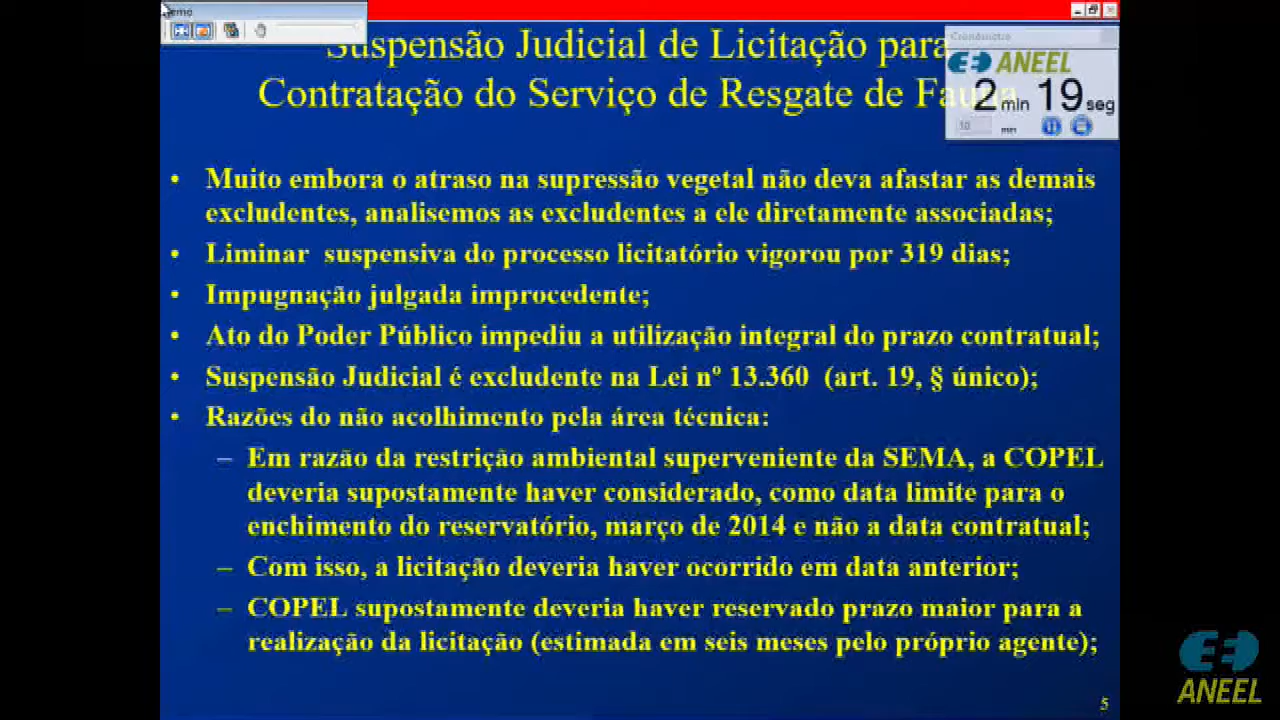 emo
Suspensão Judicial de Licitação para
Contratação do Serviço de Resgate de Fauna
Cronômetro
ANEEL
2 min 19 seg
10 min
• Muito embora o atraso na supressão vegetal não deva afastar as demais
excludentes, analisemos as excludentes a ele diretamente associadas;
• Liminar suspensiva do processo licitatório vigorou por 319 dias;
• Impugnação julgada improcedente;
• Ato do Poder Público impediu a utilização integral do prazo contratual;
• Suspensão Judicial é excludente na Lei nº 13.360 (art. 19, § único);
• Razões do não acolhimento pela área técnica:
– Em razão da restrição ambiental superveniente da SEMA, a COPEL
deveria supostamente haver considerado, como data limite para o
enchimento do reservatório, março de 2014 e não a data contratual;
– Com isso, a licitação deveria haver ocorrido em data anterior;
– COPEL supostamente deveria haver reservado prazo maior para a
realização da licitação (estimada em seis meses pelo próprio agente);
ANEEL
5